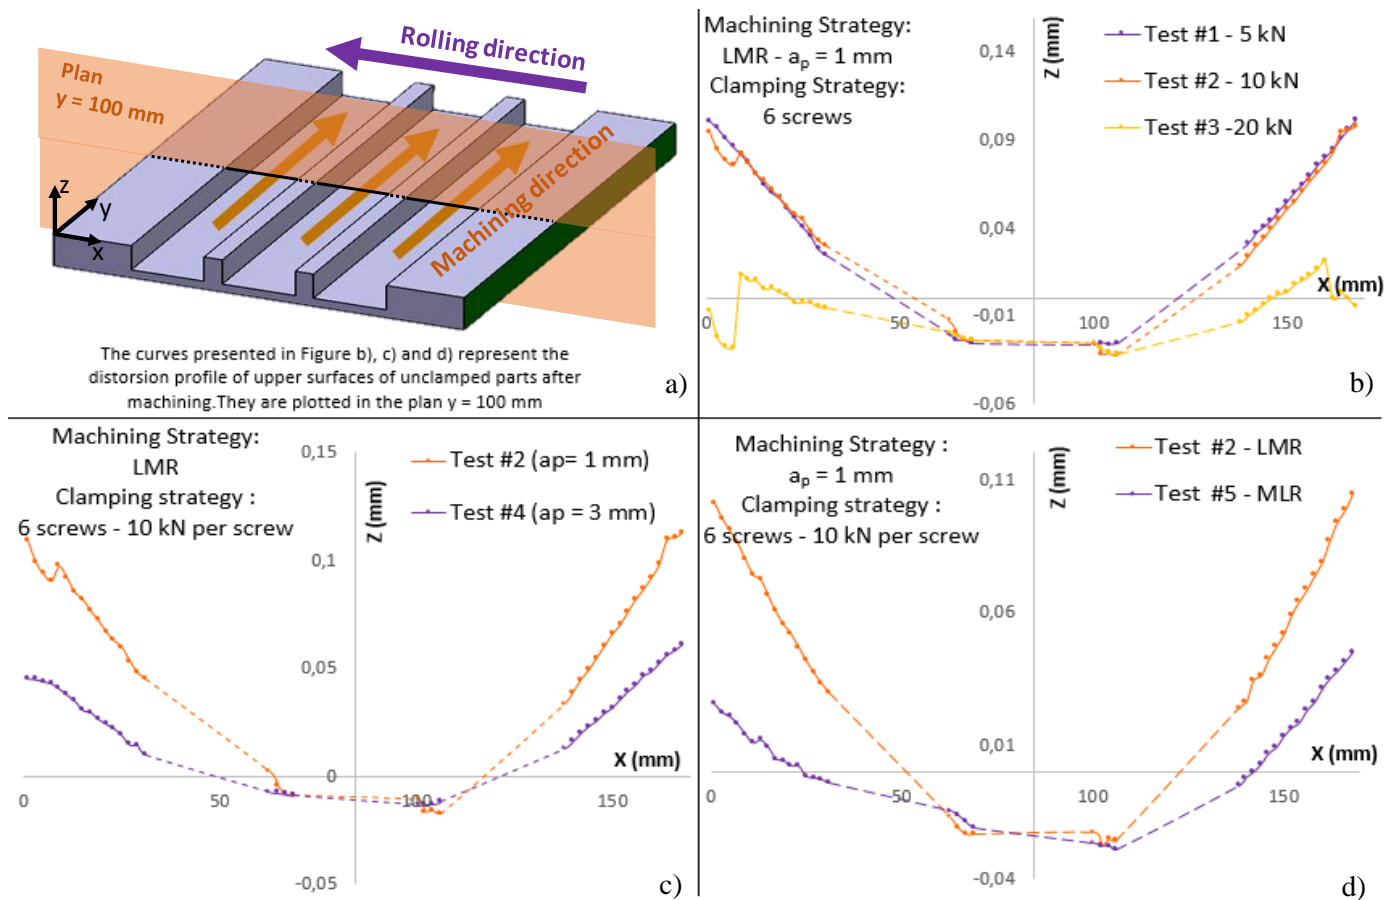 Rolling direction
Plan
y = 100 mm
Machining direction
z
y
x
The curves presented in Figure b), c) and d) represent the
distorsion profile of upper surfaces of unclamped parts after
machining.They are plotted in the plan y = 100 mm
a)
Machining Strategy:
LMR - ap = 1 mm
Clamping Strategy:
6 screws
Z (mm)
Test #1 - 5 kN
Test #2 - 10 kN
Test #3 -20 kN
0,14
0,09
0,04
-0,01
-0,06
X (mm)
0
50
100
150
b)
Machining Strategy:
LMR
Clamping strategy :
6 screws - 10 kN per screw
Z (mm)
Test #2 (ap= 1 mm)
Test #4 (ap = 3 mm)
0,15
0,1
0,05
0
-0,05
X (mm)
0
50
100
150
c)
Machining Strategy :
ap = 1 mm
Clamping strategy :
6 screws - 10 kN per screw
Z (mm)
Test #2 - LMR
Test #5 - MLR
0,11
0,06
0,01
-0,04
X (mm)
0
50
100
150
d)